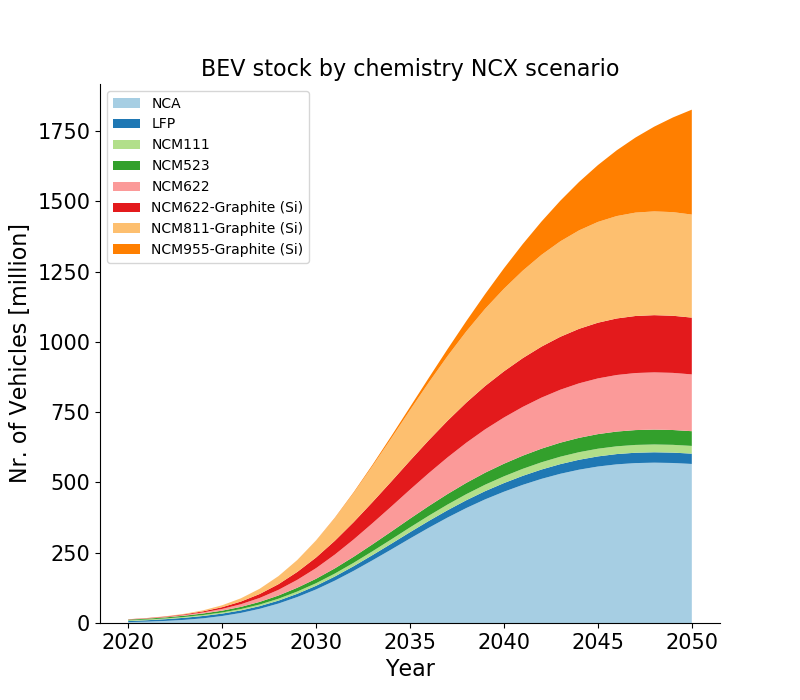 BEV stock by chemistry NCX scenario
NCA
LFP
NCM111
NCM523
NCM622
NCM622-Graphite (Si)
NCM811-Graphite (Si)
NCM955-Graphite (Si)
Nr. of Vehicles [million]
1750
1500
1250
1000
750
500
250
0
2020 2025 2030 2035 2040 2045 2050
Year